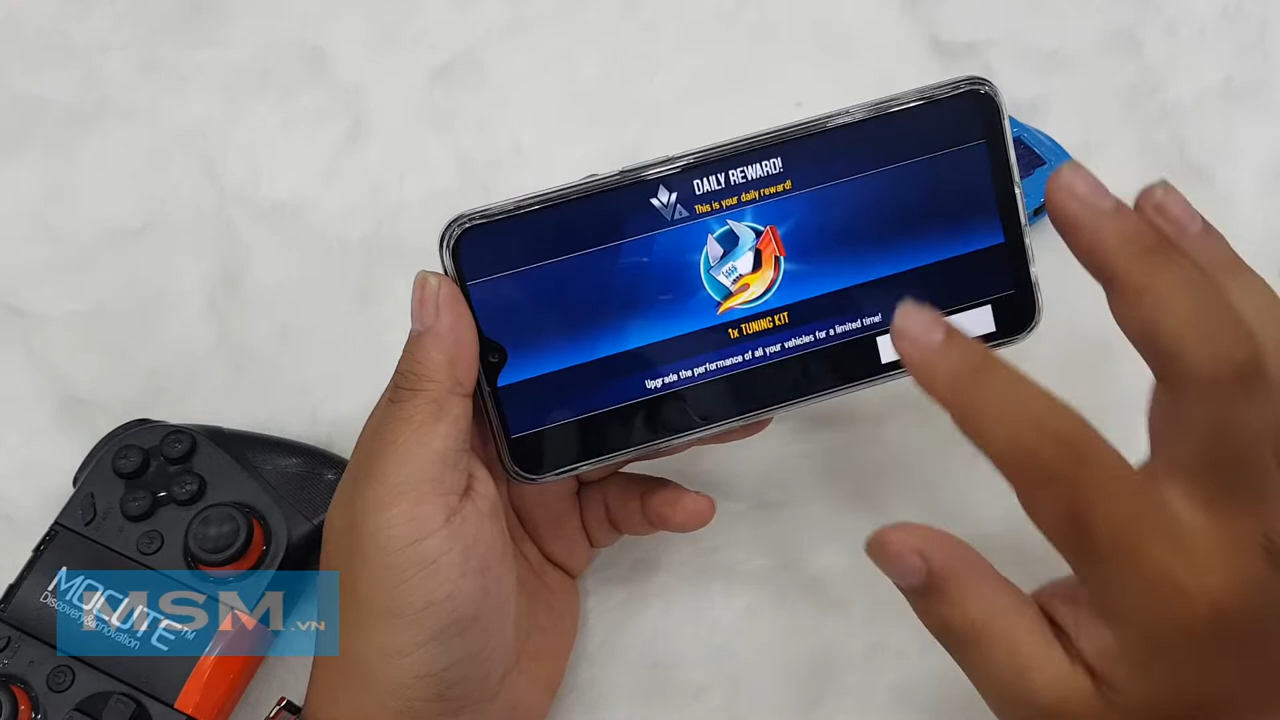 DAILY REWARD!
This is your daily reward!
1x TUNING KIT
Upgrade the performance of all your vehicles for a limited time!
MOCUTE™
Discovery&Innovation
MSM.VN